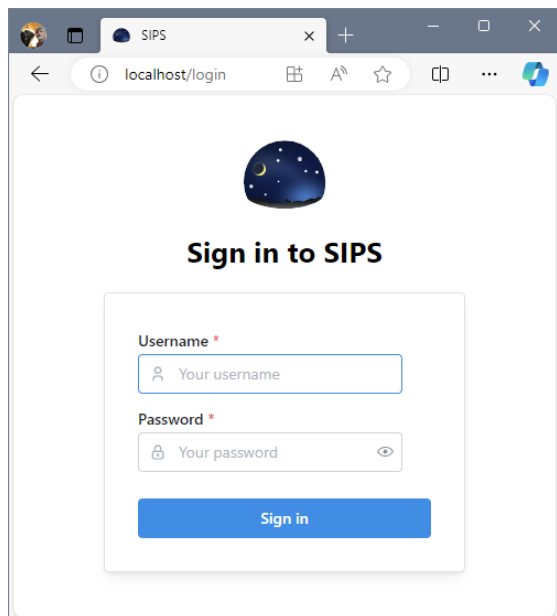 SIPS
localhost/login
Sign in to SIPS
Username *
Your username
Password *
Your password
Sign in